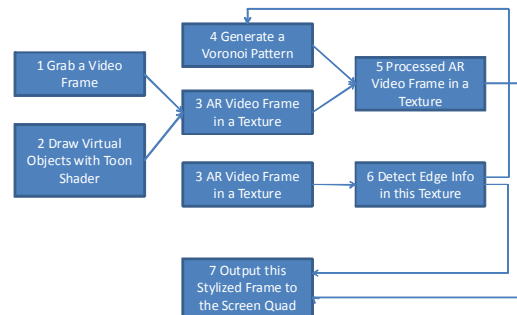 4 Generate a
Voronoi Pattern
1 Grab a Video
Frame
5 Processed AR
Video Frame in a
Texture
3 AR Video Frame
in a Texture
2 Draw Virtual
Objects with Toon
Shader
3 AR Video Frame
in a Texture
6 Detect Edge Info
in this Texture
7 Output this
Stylized Frame to
the Screen Quad